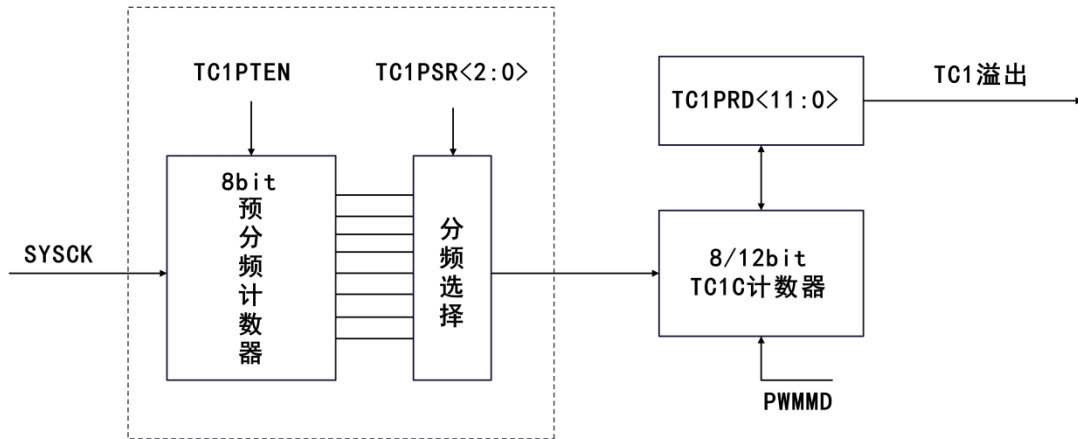 TC1PTEN
TC1PSR<2:0>
TC1PRD<11:0>
TC1溢出
8bit
预
分
频
计
数
器
分
频
选
择
SYSCK
8/12bit
TC1C计数器
PWMMD